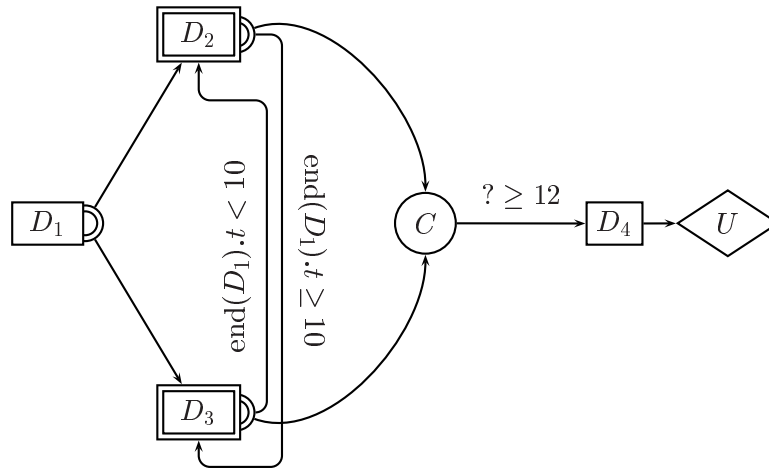 D₂
D₁
end(D₁).t < 10
end(D₁).t ≥ 10
C
? ≥ 12
D₄
U
D₃